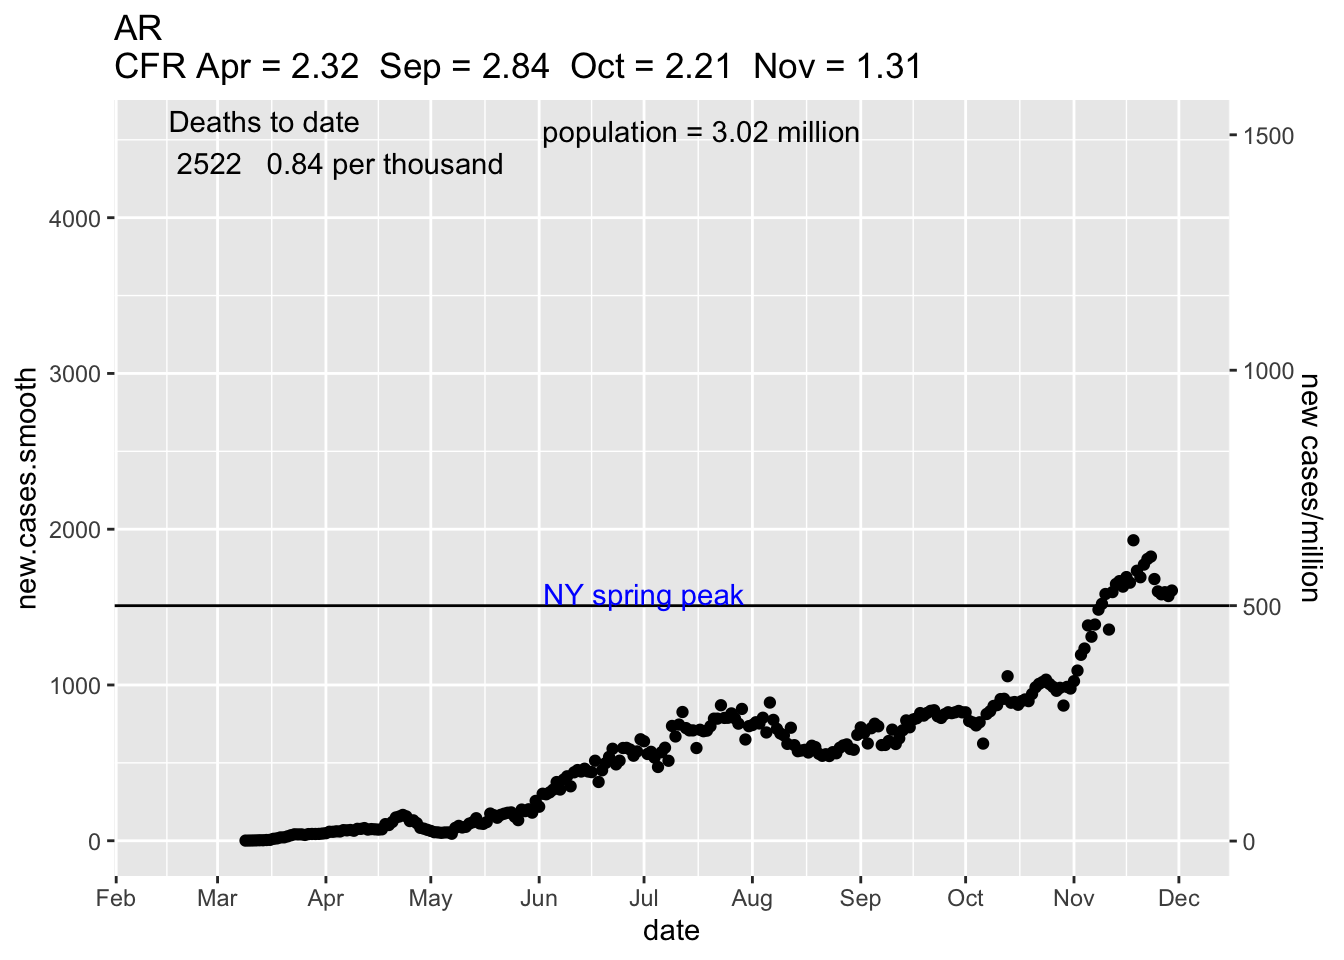 AR
CFR Apr = 2.32  Sep = 2.84  Oct = 2.21  Nov = 1.31
Deaths to date
2522   0.84 per thousand
population = 3.02 million
4000
3000
2000
1000
0
new.cases.smooth
NY spring peak
1500
1000
500
0
new cases/million
Feb Mar Apr May Jun Jul Aug Sep Oct Nov Dec
date